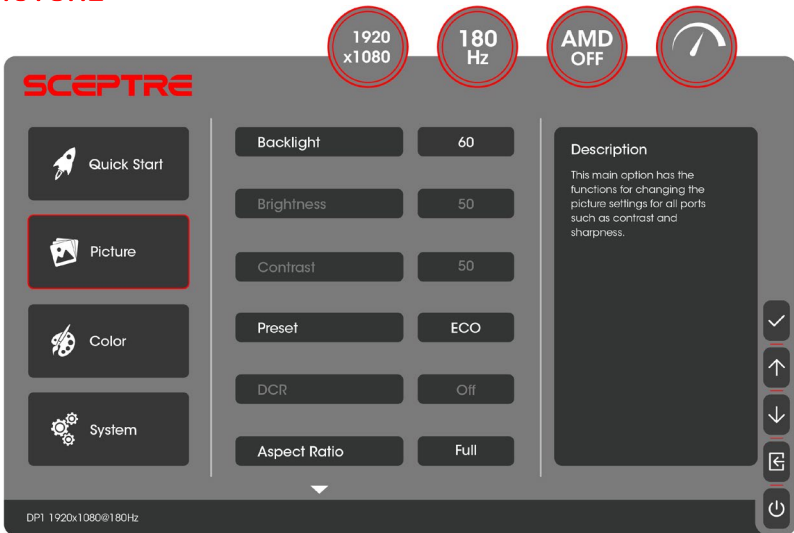 1920
x1080
180
Hz
AMD
OFF
SCEPTRE
Quick Start
Picture
Color
System
Backlight 60
Brightness 50
Contrast 50
Preset ECO
DCR Off
Aspect Ratio Full
Description
This main option has the
functions for changing the
picture settings for all ports
such as contrast and
sharpness.
DP1 1920x1080@180Hz